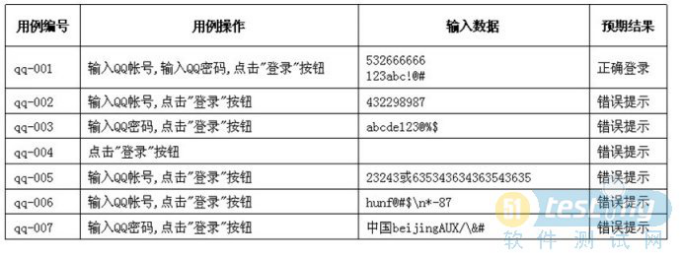 用例编号 用例操作 输入数据 预期结果
qq-001 输入QQ帐号,输入QQ密码,点击"登录"按钮 532666666 正确登录
123abc!@#
qq-002 输入QQ帐号,点击"登录"按钮 432298987 错误提示
qq-003 输入QQ密码,点击"登录"按钮 abcde123@%$ 错误提示
qq-004 点击"登录"按钮 错误提示
qq-005 输入QQ帐号,点击"登录"按钮 23243或635343634363543635 错误提示
qq-006 输入QQ帐号,点击"登录"按钮 hunf@#$\n*-87 错误提示
qq-007 输入QQ密码,点击"登录"按钮 中国beijingAUX/\&# 错误提示
51testing
软件测试网